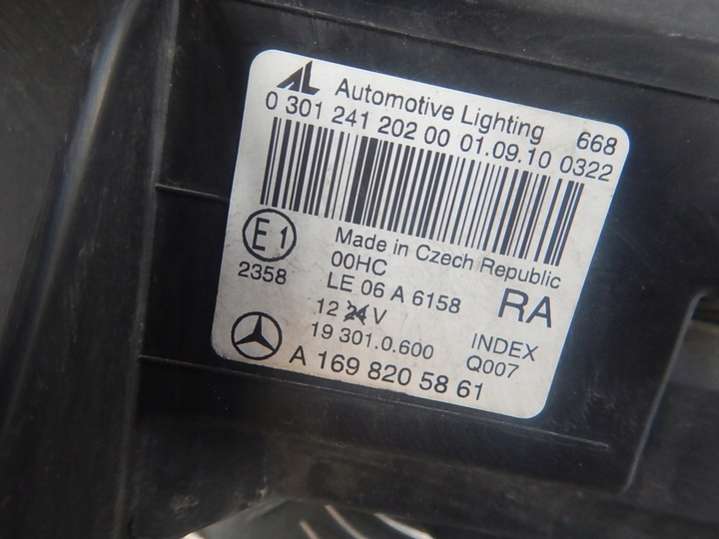 AL Automotive Lighting 668
0 301 241 202 00 01.09.10 0322
E1
2358
Made in Czech Republic
00HC
LE 06 A 6158
RA
12 24 V
19 301.0.600
INDEX
Q007
A 169 820 58 61